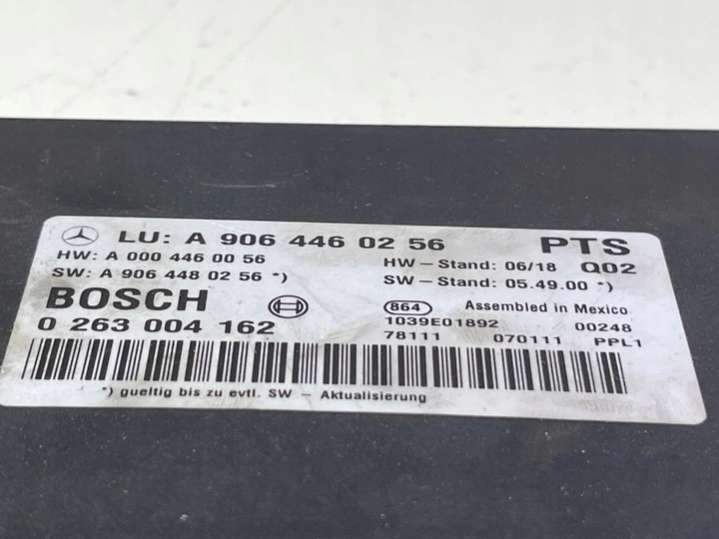 LU: A 906 446 02 56 PTS
HW: A 000 446 00 56 HW – Stand: 06/18 Q02
SW: A 906 448 02 56 *) SW – Stand: 05.49.00 *)
BOSCH 864 Assembled in Mexico
0 263 004 162 1039E01892 00248
78111 070111 PPL1
*) gueltig bis zu evtl. SW – Aktualisierung